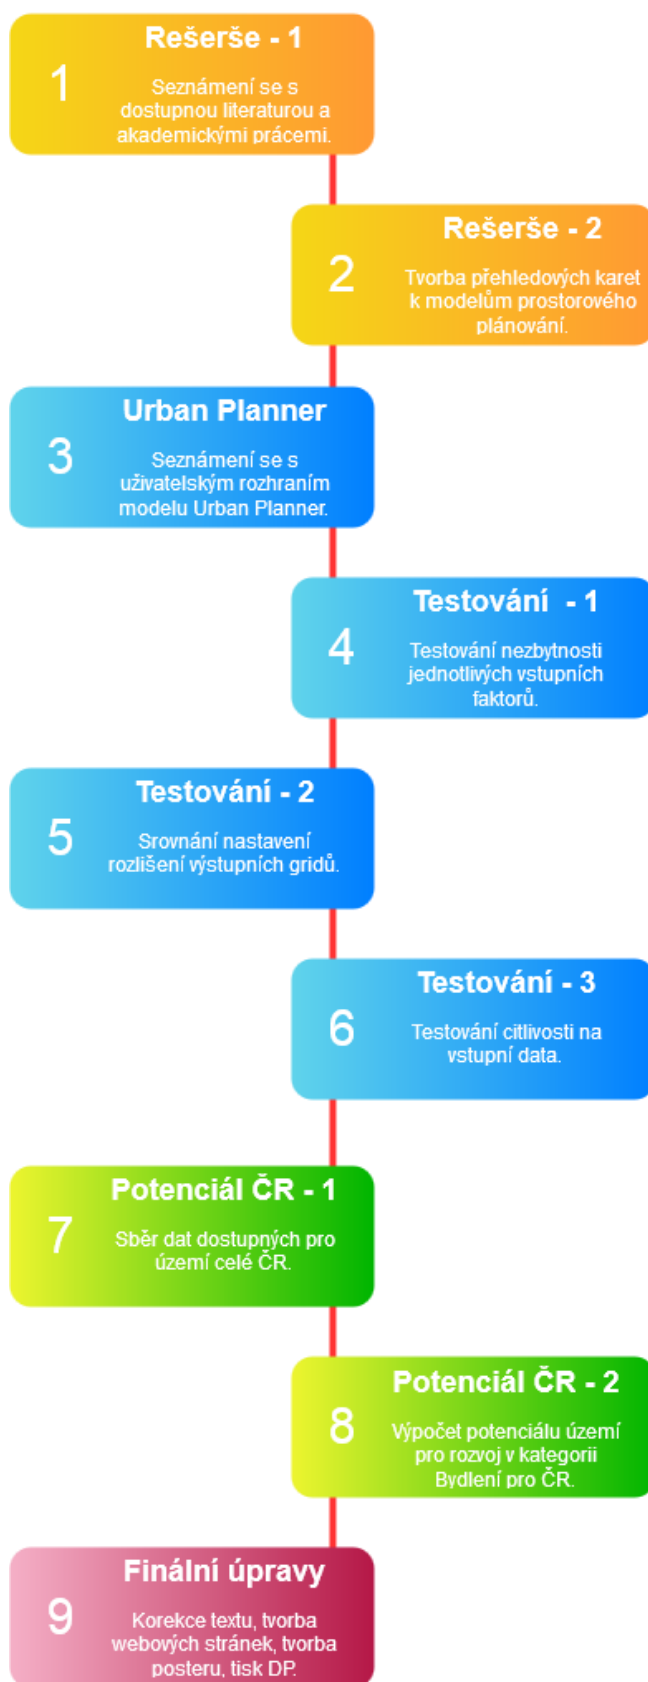 Rešerše - 1
1
Seznámení se s
dostupnou literaturou a
akademickými prácemi.
Rešerše - 2
2
Tvorba přehledových karet
k modelům prostorového
plánování.
Urban Planner
3
Seznámení se s
uživatelským rozhraním
modelu Urban Planner.
Testování - 1
4
Testování nezbytnosti
jednotlivých vstupních
faktorů.
Testování - 2
5
Srovnání nastavení
rozlišení výstupních gridů.
Testování - 3
6
Testování citlivosti na
vstupní data.
Potenciál ČR - 1
7
Sběr dat dostupných pro
území celé ČR.
Potenciál ČR - 2
8
Výpočet potenciálu území
pro rozvoj v kategorii
Bydlení pro ČR.
Finální úpravy
9
Korekce textu, tvorba
webových stránek, tvorba
posteru, tisk DP.